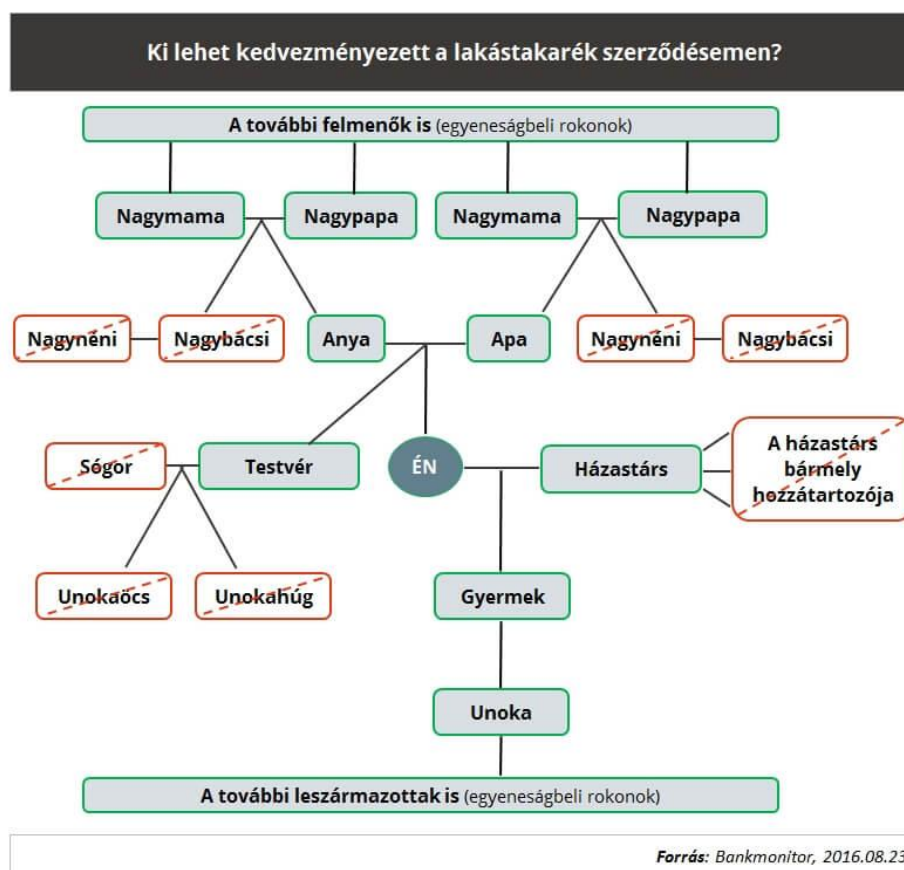 Ki lehet kedvezményezett a lakástakarék szerződésemen?
A további felmenők is (egyeneságbeli rokonok)
Nagymama
Nagypapa
Nagymama
Nagypapa
Nagynéni
Nagybácsi
Anya
Apa
Nagynéni
Nagybácsi
Sógor
Testvér
ÉN
Házastárs
A házastárs
bármely
hozzátartozója
Unokaöcs
Unokahúg
Gyermek
Unoka
A további leszármazottak is (egyeneságbeli rokonok)
Forrás: Bankmonitor, 2016.08.23